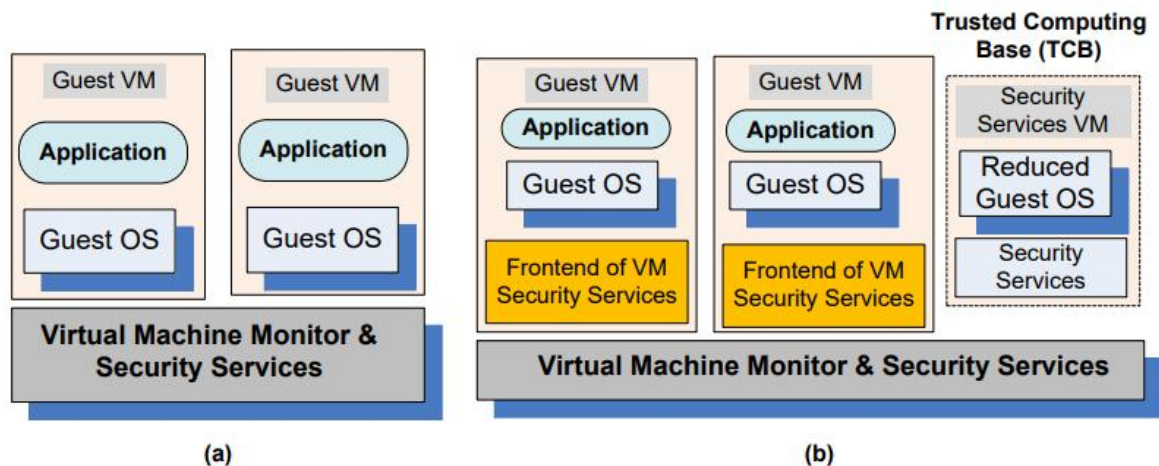 Guest VM
Application
Guest OS
Guest VM
Application
Guest OS
Virtual Machine Monitor &
Security Services
(a)
Guest VM
Application
Guest OS
Frontend of VM
Security Services
Guest VM
Application
Guest OS
Frontend of VM
Security Services
Trusted Computing
Base (TCB)
Security
Services VM
Reduced
Guest OS
Security
Services
Virtual Machine Monitor & Security Services
(b)